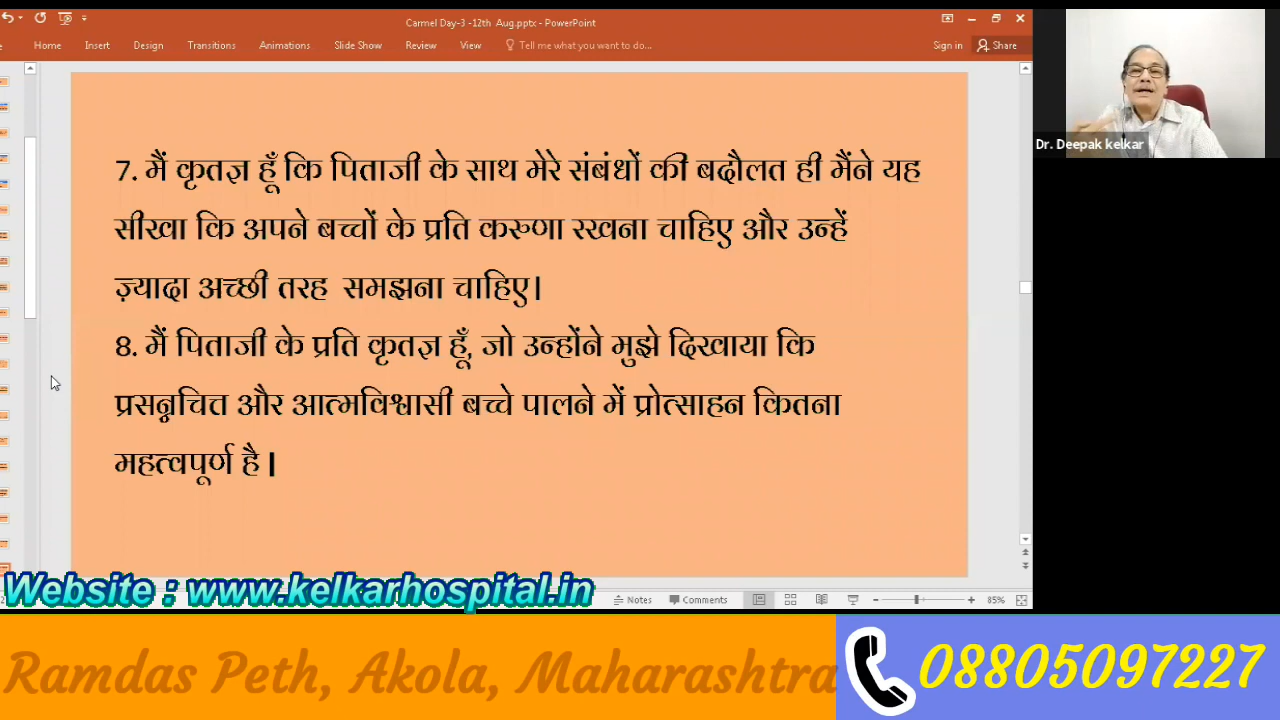 Carmel Day-3 -12th Aug.pptx: - PowerPoint
Home Insert Design Transitions Animations Slide Show Review View Tell me what you want to do... Sign in Share
Dr. Deepak kelkar
7. मैं कृतज्ञ हूँ कि पिताजी के साथ मेरे संबंधों की बदौलत ही मैंने यह
सीखा कि अपने बच्चों के प्रति करुणा रखना चाहिए और उन्हें
ज़्यादा अच्छी तरह समझना चाहिए।
8. मैं पिताजी के प्रति कृतज्ञ हूँ, जो उन्होंने मुझे दिखाया कि
प्रसन्नचित्त और आत्मविश्वासी बच्चे पालने में प्रोत्साहन कितना
महत्वपूर्ण है।
Website : www.kelkarhospital.in
Notes Comments 85%
Ramdas Peth, Akola, Maharashtra
08805097227